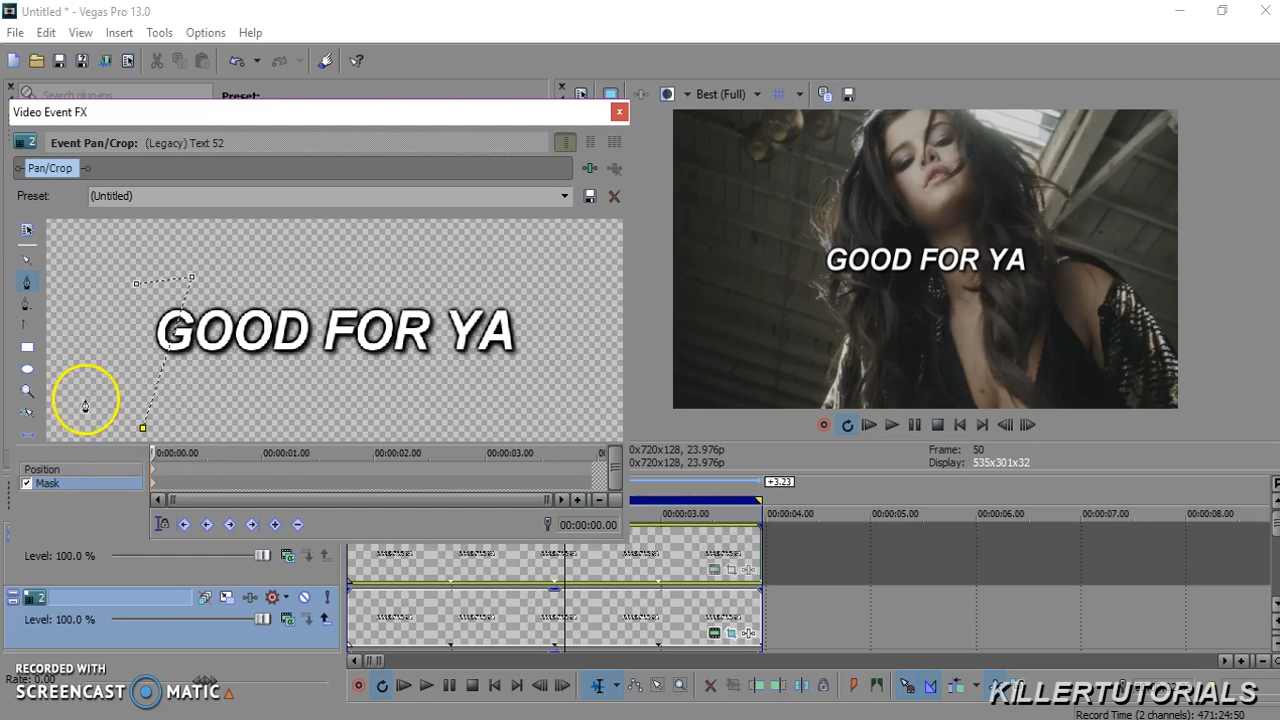 Untitled * - Vegas Pro 13.0
File Edit View Insert Tools Options Help
Search plug-ins
Preset:
Best (Full)
Video Event FX
x
2
Event Pan/Crop: (Legacy) Text 52
Pan/Crop
Preset: (Untitled)
GOOD FOR YA
GOOD FOR YA
0x720x128, 23.976p
0x720x128, 23.976p
Frame: 50
Display: 535x301x32
00:00:00.00 00:00:01.00 00:00:02.00 00:00:03.00
Position
Mask
00:00:00.00
+3.23
00:00:03.00 00:00:04.00 00:00:05.00 00:00:06.00 00:00:07.00 00:00:08.00
Level: 100.0 %
2
Level: 100.0 %
RECORDED WITH
SCREENCAST MATIC
Rate: 0.00
KILLERTUTORIALS
Record Time (2 channels): 471:24:50